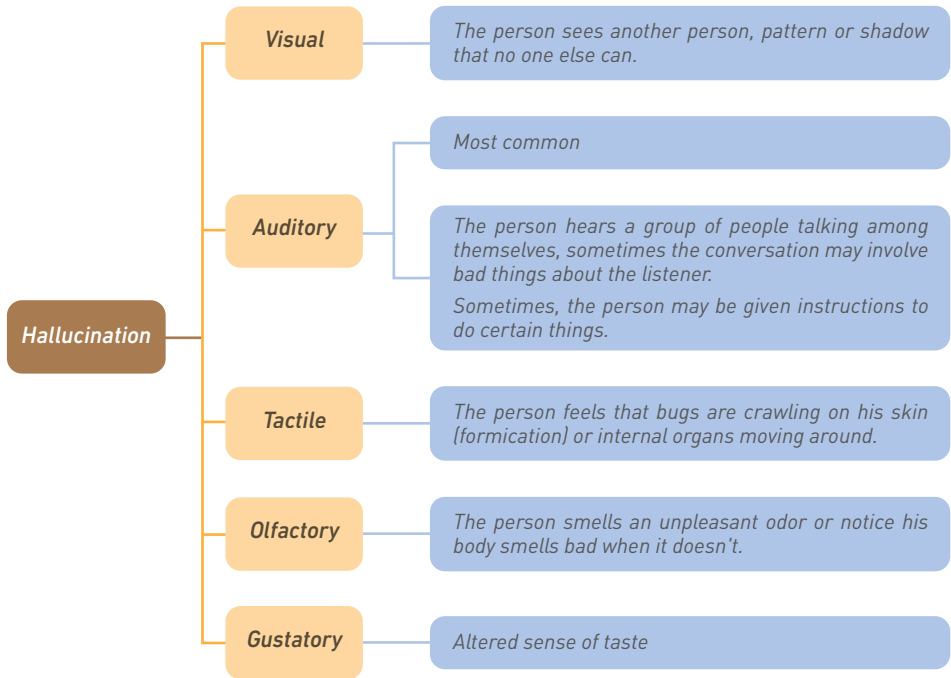 Hallucination
Visual
The person sees another person, pattern or shadow
that no one else can.
Auditory
Most common
The person hears a group of people talking among
themselves, sometimes the conversation may involve
bad things about the listener.
Sometimes, the person may be given instructions to
do certain things.
Tactile
The person feels that bugs are crawling on his skin
(formication) or internal organs moving around.
Olfactory
The person smells an unpleasant odor or notice his
body smells bad when it doesn't.
Gustatory
Altered sense of taste